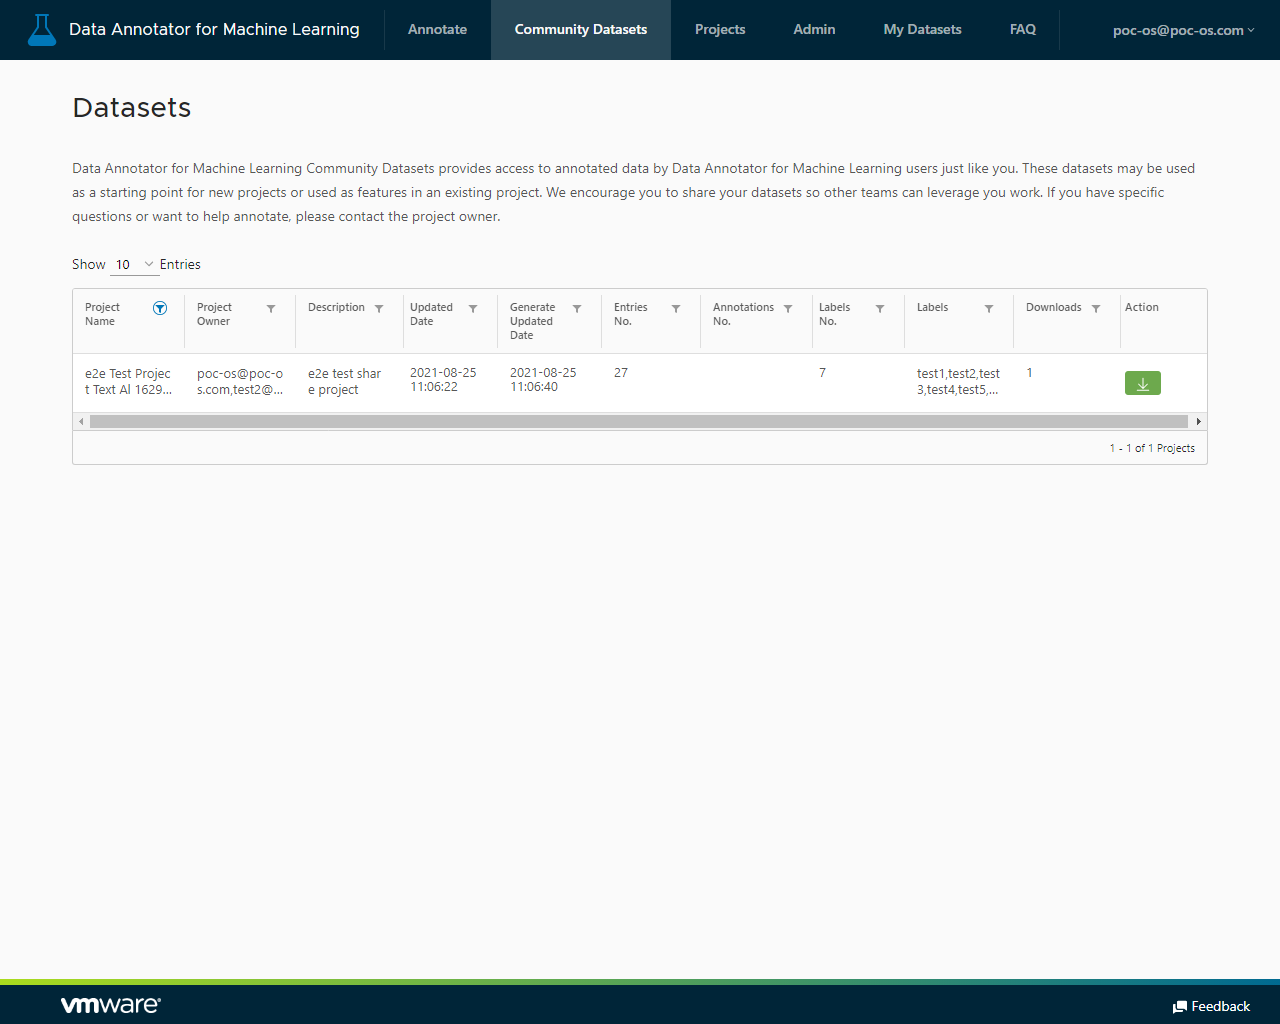 Data Annotator for Machine Learning
Annotate
Community Datasets
Projects
Admin
My Datasets
FAQ
poc-os@poc-os.com
Datasets
Data Annotator for Machine Learning Community Datasets provides access to annotated data by Data Annotator for Machine Learning users just like you. These datasets may be used
as a starting point for new projects or used as features in an existing project. We encourage you to share your datasets so other teams can leverage you work. If you have specific
questions or want to help annotate, please contact the project owner.
Show 10 Entries
Project
Name
Project
Owner
Description
Updated
Date
Generate
Updated
Date
Entries
No.
Annotations
No.
Labels
No.
Labels
Downloads
Action
e2e Test Projec
t Text Al 1629...
poc-os@poc-o
s.com,test2@...
e2e test shar
e project
2021-08-25
11:06:22
2021-08-25
11:06:40
27
7
test1,test2,test
3,test4,test5,...
1
1 - 1 of 1 Projects
vmware®
Feedback